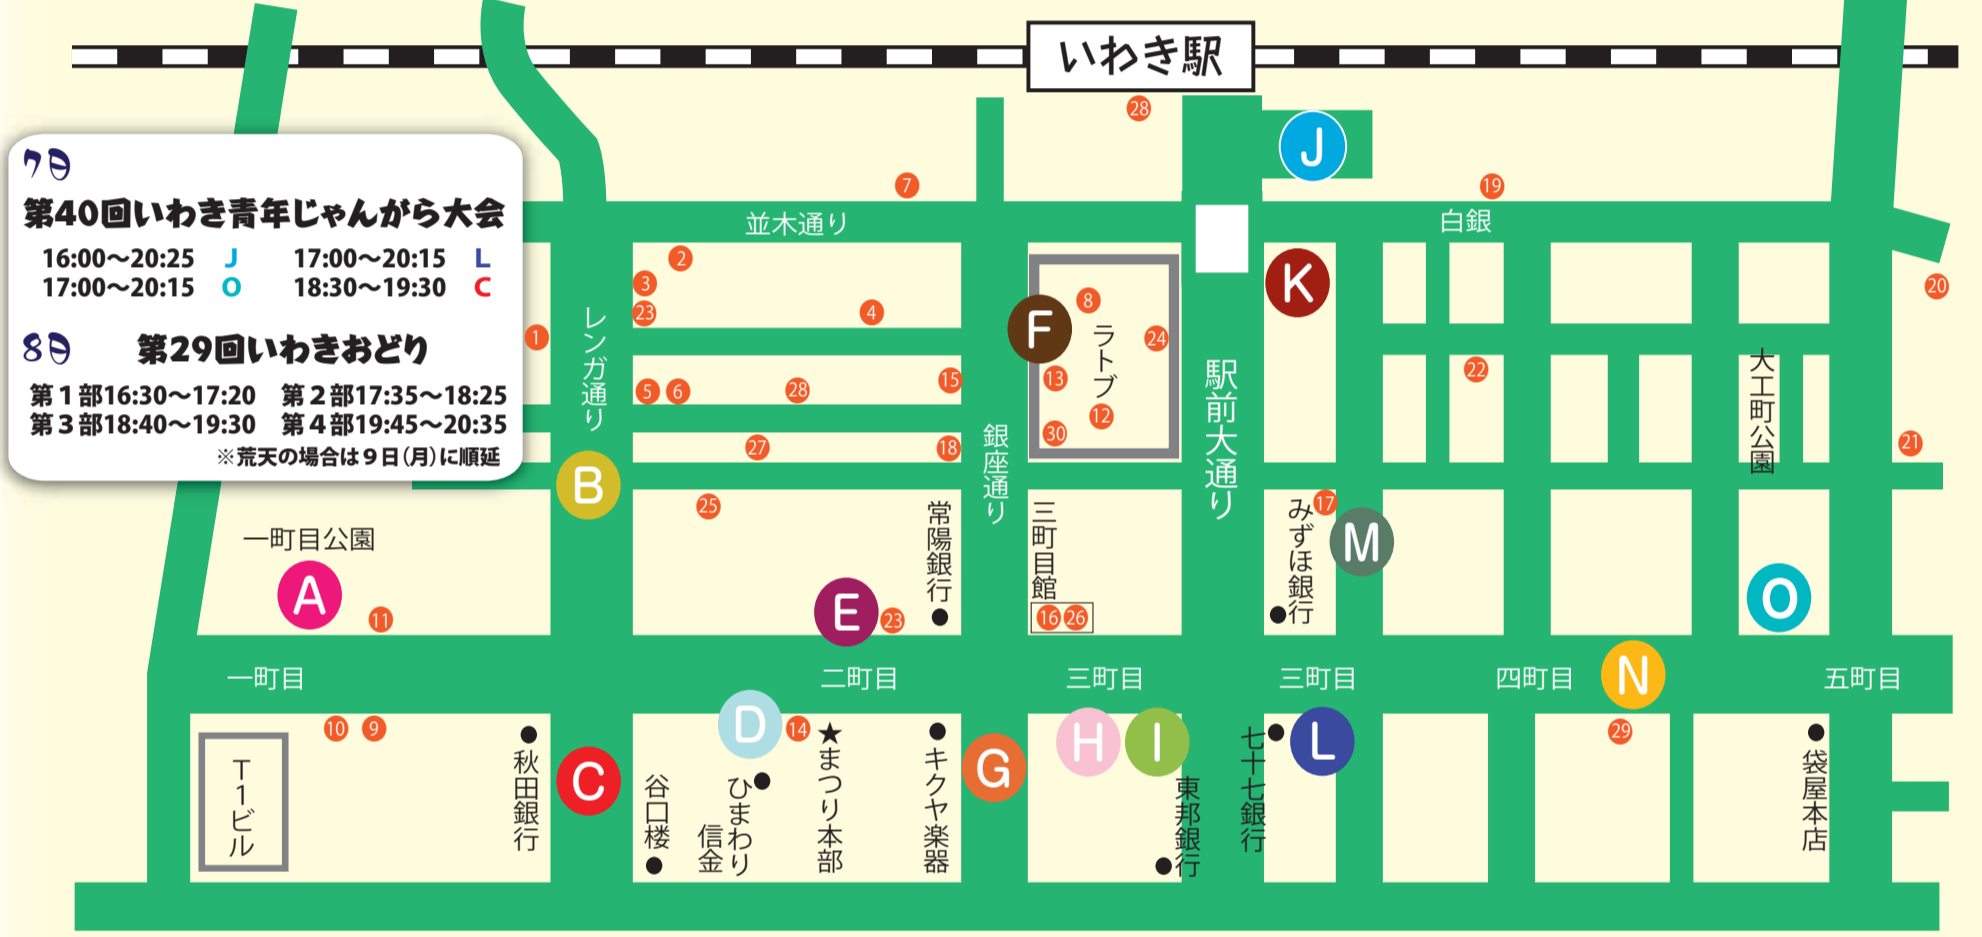 いわき駅
28
J
7日
第40回いわき青年じゃんがら大会
16:00～20:25 J 17:00～20:15 L
17:00～20:15 O 18:30～19:30 C
8日 第29回いわきおどり
第1部16:30～17:20 第2部17:35～18:25
第3部18:40～19:30 第4部19:45～20:35
※荒天の場合は9日(月)に順延
7
19
並木通り
白銀
2
3
23
4
1
レンガ通り
5
6
28
15
27
18
B
25
K
20
F
8
ラトブ
24
13
12
30
銀座通り
駅前大通り
22
大工町公園
21
一町目公園
A
11
E
23
常陽銀行
三町目館
16
26
みずほ銀行
17
M
O
一町目
二町目
三町目
三町目
四町目
N
五町目
T1ビル
10
9
秋田銀行
C
谷口楼
D
14
ひまわり
信金
★まつり本部
キクヤ楽器
G
H
I
東邦銀行
七十七銀行
L
29
袋屋本店